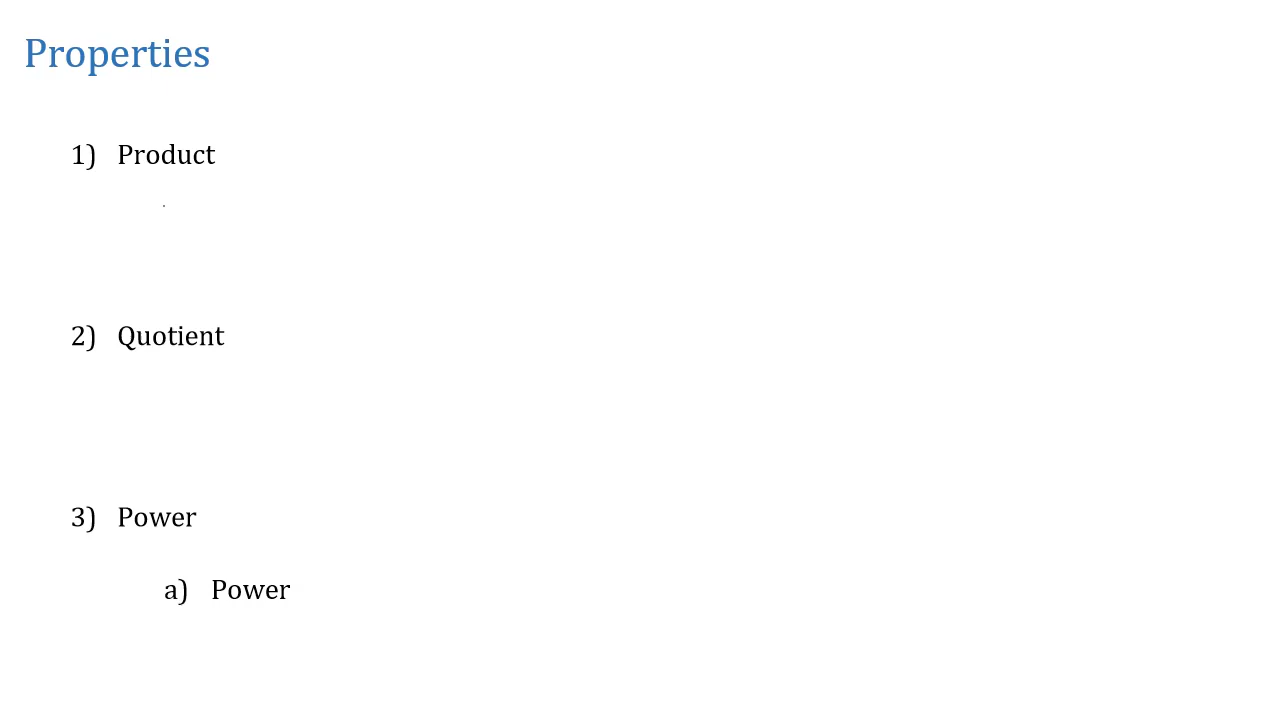 Properties
1) Product
2) Quotient
3) Power
a) Power